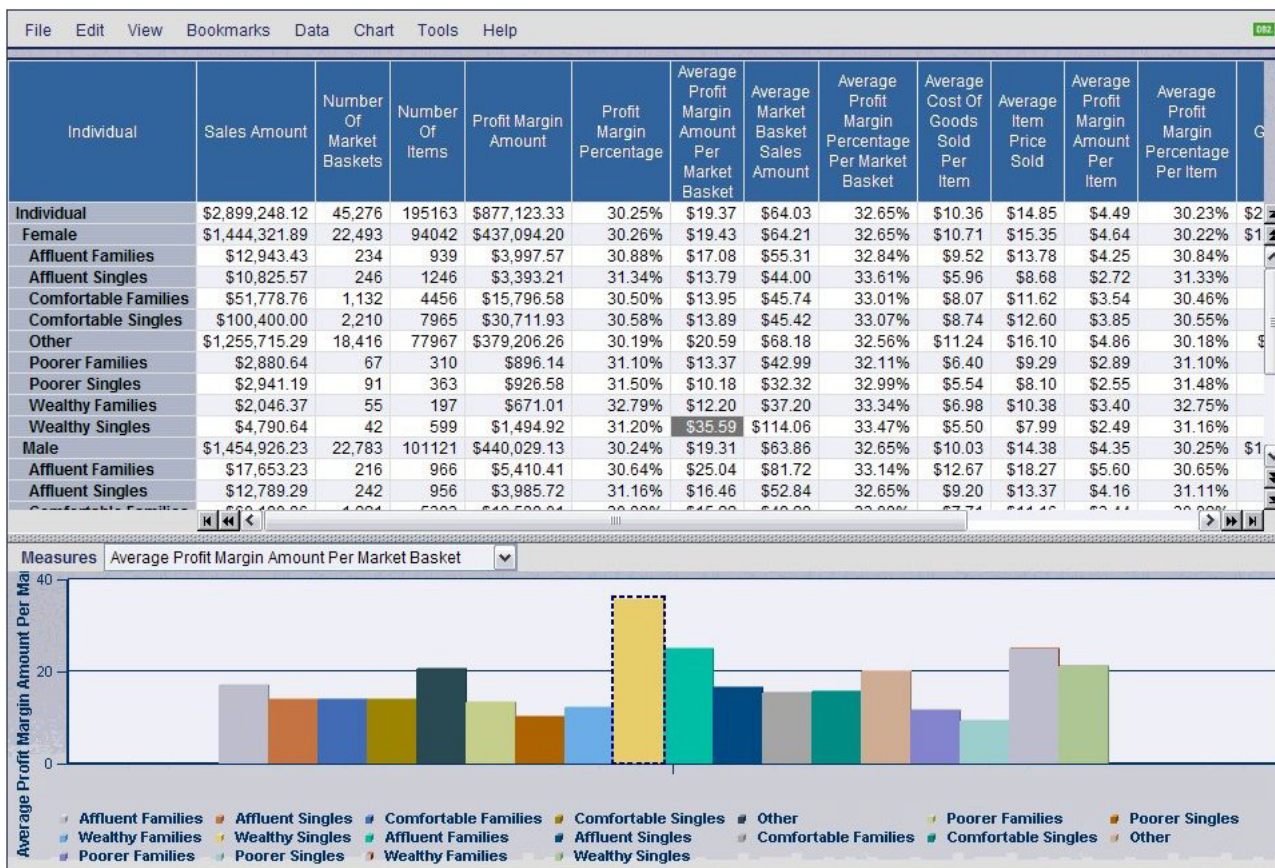 File Edit View Bookmarks Data Chart Tools Help
DB2.
Individual Sales Amount Number Of Market Baskets Number Of Items Profit Margin Amount Profit Margin Percentage Average Profit Margin Amount Per Market Basket Average Market Basket Sales Amount Average Profit Margin Percentage Per Market Basket Average Cost Of Goods Sold Per Item Average Item Price Sold Average Profit Margin Amount Per Item Average Profit Margin Percentage Per Item G
Individual $2,899,248.12 45,276 195163 $877,123.33 30.25% $19.37 $64.03 32.65% $10.36 $14.85 $4.49 30.23% $2
Female $1,444,321.89 22,493 94042 $437,094.20 30.26% $19.43 $64.21 32.65% $10.71 $15.35 $4.64 30.22% $1
Affluent Families $12,943.43 234 939 $3,997.57 30.88% $17.08 $55.31 32.84% $9.52 $13.78 $4.25 30.84%
Affluent Singles $10,825.57 246 1246 $3,393.21 31.34% $13.79 $44.00 33.61% $5.96 $8.68 $2.72 31.33%
Comfortable Families $51,778.76 1,132 4456 $15,796.58 30.50% $13.95 $45.74 33.01% $8.07 $11.62 $3.54 30.46%
Comfortable Singles $100,400.00 2,210 7965 $30,711.93 30.58% $13.89 $45.42 33.07% $8.74 $12.60 $3.85 30.55%
Other $1,255,715.29 18,416 77967 $379,206.26 30.19% $20.59 $68.18 32.56% $11.24 $16.10 $4.86 30.18% $
Poorer Families $2,880.64 67 310 $896.14 31.10% $13.37 $42.99 32.11% $6.40 $9.29 $2.89 31.10%
Poorer Singles $2,941.19 91 363 $926.58 31.50% $10.18 $32.32 32.99% $5.54 $8.10 $2.55 31.48%
Wealthy Families $2,046.37 55 197 $671.01 32.79% $12.20 $37.20 33.34% $6.98 $10.38 $3.40 32.75%
Wealthy Singles $4,790.64 42 599 $1,494.92 31.20% $35.59 $114.06 33.47% $5.50 $7.99 $2.49 31.16%
Male $1,454,926.23 22,783 101121 $440,029.13 30.24% $19.31 $63.86 32.65% $10.03 $14.38 $4.35 30.25% $1
Affluent Families $17,653.23 216 966 $5,410.41 30.64% $25.04 $81.72 33.14% $12.67 $18.27 $5.60 30.65%
Affluent Singles $12,789.29 242 956 $3,985.72 31.16% $16.46 $52.84 32.65% $9.20 $13.37 $4.16 31.11%
Comfortable Families
Measures Average Profit Margin Amount Per Market Basket
Average Profit Margin Amount Per Ma
40
20
0
Affluent Families Affluent Singles Comfortable Families Comfortable Singles Other Poorer Families Poorer Singles
Wealthy Families Wealthy Singles Affluent Families Affluent Singles Comfortable Families Comfortable Singles Other
Poorer Families Poorer Singles Wealthy Families Wealthy Singles